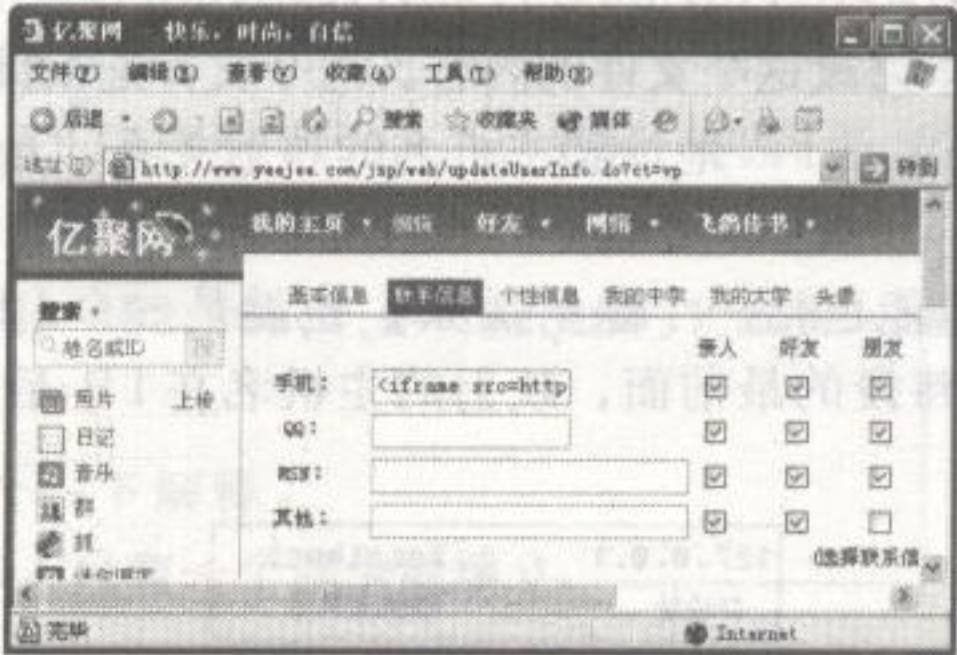 亿聚网 快乐，时尚，自信
文件(F) 编辑(E) 查看(V) 收藏(A) 工具(T) 帮助(H)
后退 搜索 收藏夹 媒体
地址(D) http://www.yeejee.com/jsp/web/updateUserInfo.do?ct=vp 转到
亿聚网 我的主页 好友 网络 飞鸽传书
基本信息 联系信息 个性信息 我的中学 我的大学 头像
搜索
姓名或ID
亲人 好友 朋友
手机： <iframe src=http
照片 上传
QQ：
日记
MSN：
音乐
群
其他：
(选择联系信
完毕 Internet